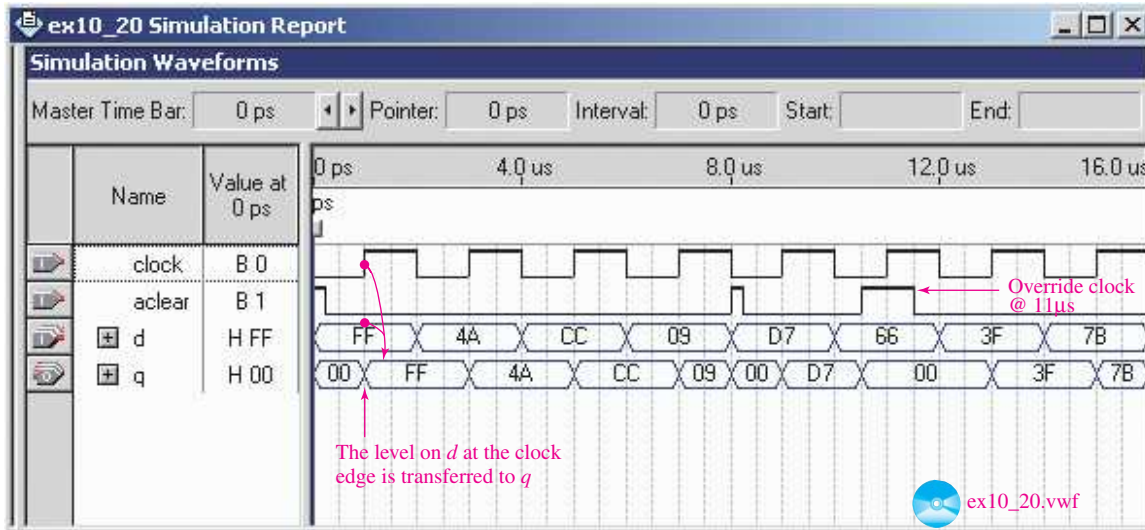 ex10_20 Simulation Report
Simulation Waveforms
Master Time Bar: 0 ps Pointer: 0 ps Interval: 0 ps Start: End:
Name Value at 0 ps 0 ps 4.0 us 8.0 us 12.0 us 16.0 us
ps
clock B 0
aclear B 1 Override clock
@ 11μs
d H FF FF 4A CC 09 D7 66 3F 7B
q H 00 00 FF 4A CC 09 00 D7 00 3F 7B
The level on d at the clock
edge is transferred to q
ex10_20.vwf